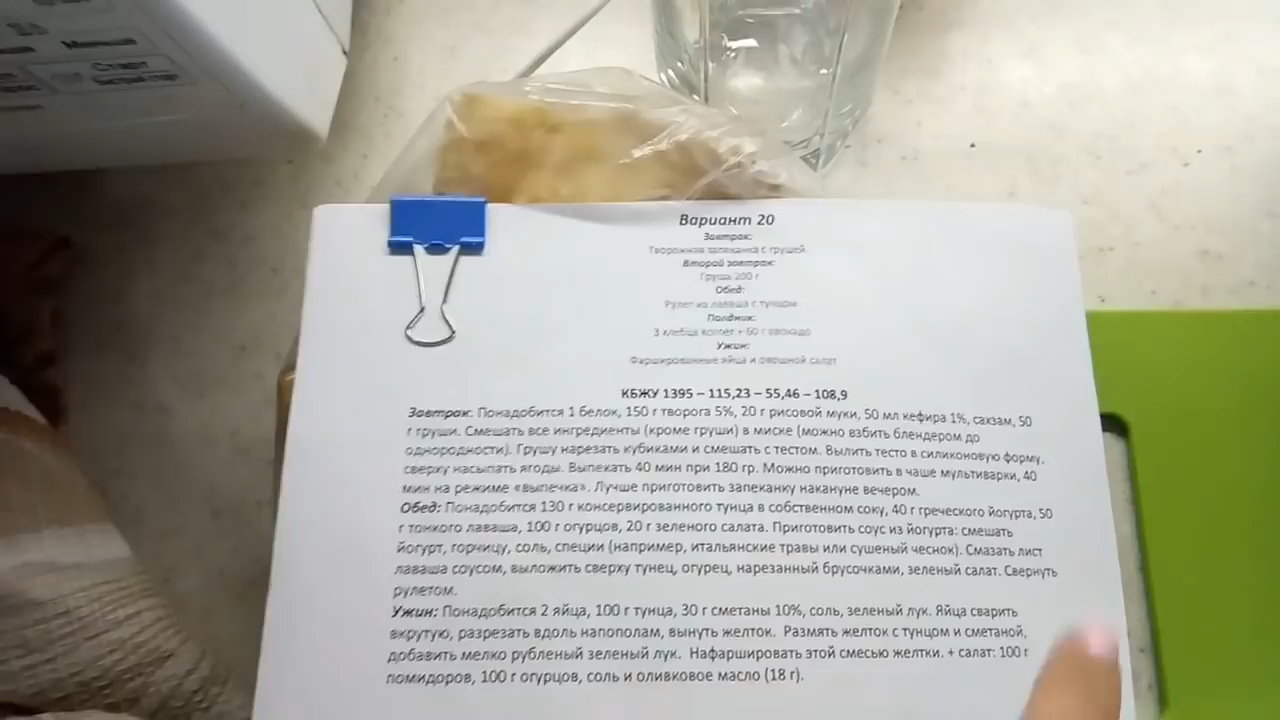 Меньше
Старт
Вариант 20
Завтрак:
Творожная запеканка с грушей
Второй завтрак:
Груша 200 г
Обед:
Рулет из лаваша с тунцом
Полдник:
3 хлебца korner + 60 г авокадо
Ужин:
Фаршированные яйца и овощной салат
КБЖУ 1395 – 115,23 – 55,46 – 108,9
Завтрак: Понадобится 1 белок, 150 г творога 5%, 20 г рисовой муки, 50 мл кефира 1%, сахзам, 50
г груши. Смешать все ингредиенты (кроме груши) в миске (можно взбить блендером до
однородности). Грушу нарезать кубиками и смешать с тестом. Вылить тесто в силиконовую форму,
сверху насыпать ягоды. Выпекать 40 мин при 180 гр. Можно приготовить в чаше мультиварки, 40
мин на режиме «выпечка». Лучше приготовить запеканку накануне вечером.
Обед: Понадобится 130 г консервированного тунца в собственном соку, 40 г греческого йогурта, 50
г тонкого лаваша, 100 г огурцов, 20 г зеленого салата. Приготовить соус из йогурта: смешать
йогурт, горчицу, соль, специи (например, итальянские травы или сушеный чеснок). Смазать лист
лаваша соусом, выложить сверху тунец, огурец, нарезанный брусочками, зеленый салат. Свернуть
рулетом.
Ужин: Понадобится 2 яйца, 100 г тунца, 30 г сметаны 10%, соль, зеленый лук. Яйца сварить
вкрутую, разрезать вдоль напополам, вынуть желток. Размять желток с тунцом и сметаной,
добавить мелко рубленый зеленый лук. Нафаршировать этой смесью желтки. + салат: 100 г
помидоров, 100 г огурцов, соль и оливковое масло (18 г).